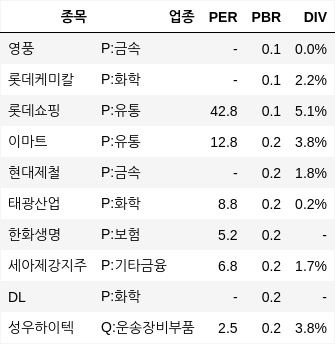 종목 업종 PER PBR DIV
영풍 P:금속 - 0.1 0.0%
롯데케미칼 P:화학 - 0.1 2.2%
롯데쇼핑 P:유통 42.8 0.1 5.1%
이마트 P:유통 12.8 0.2 3.8%
현대제철 P:금속 - 0.2 1.8%
태광산업 P:화학 8.8 0.2 0.2%
한화생명 P:보험 5.2 0.2 -
세아제강지주 P:기타금융 6.8 0.2 1.7%
DL P:화학 - 0.2 -
성우하이텍 Q:운송장비부품 2.5 0.2 3.8%